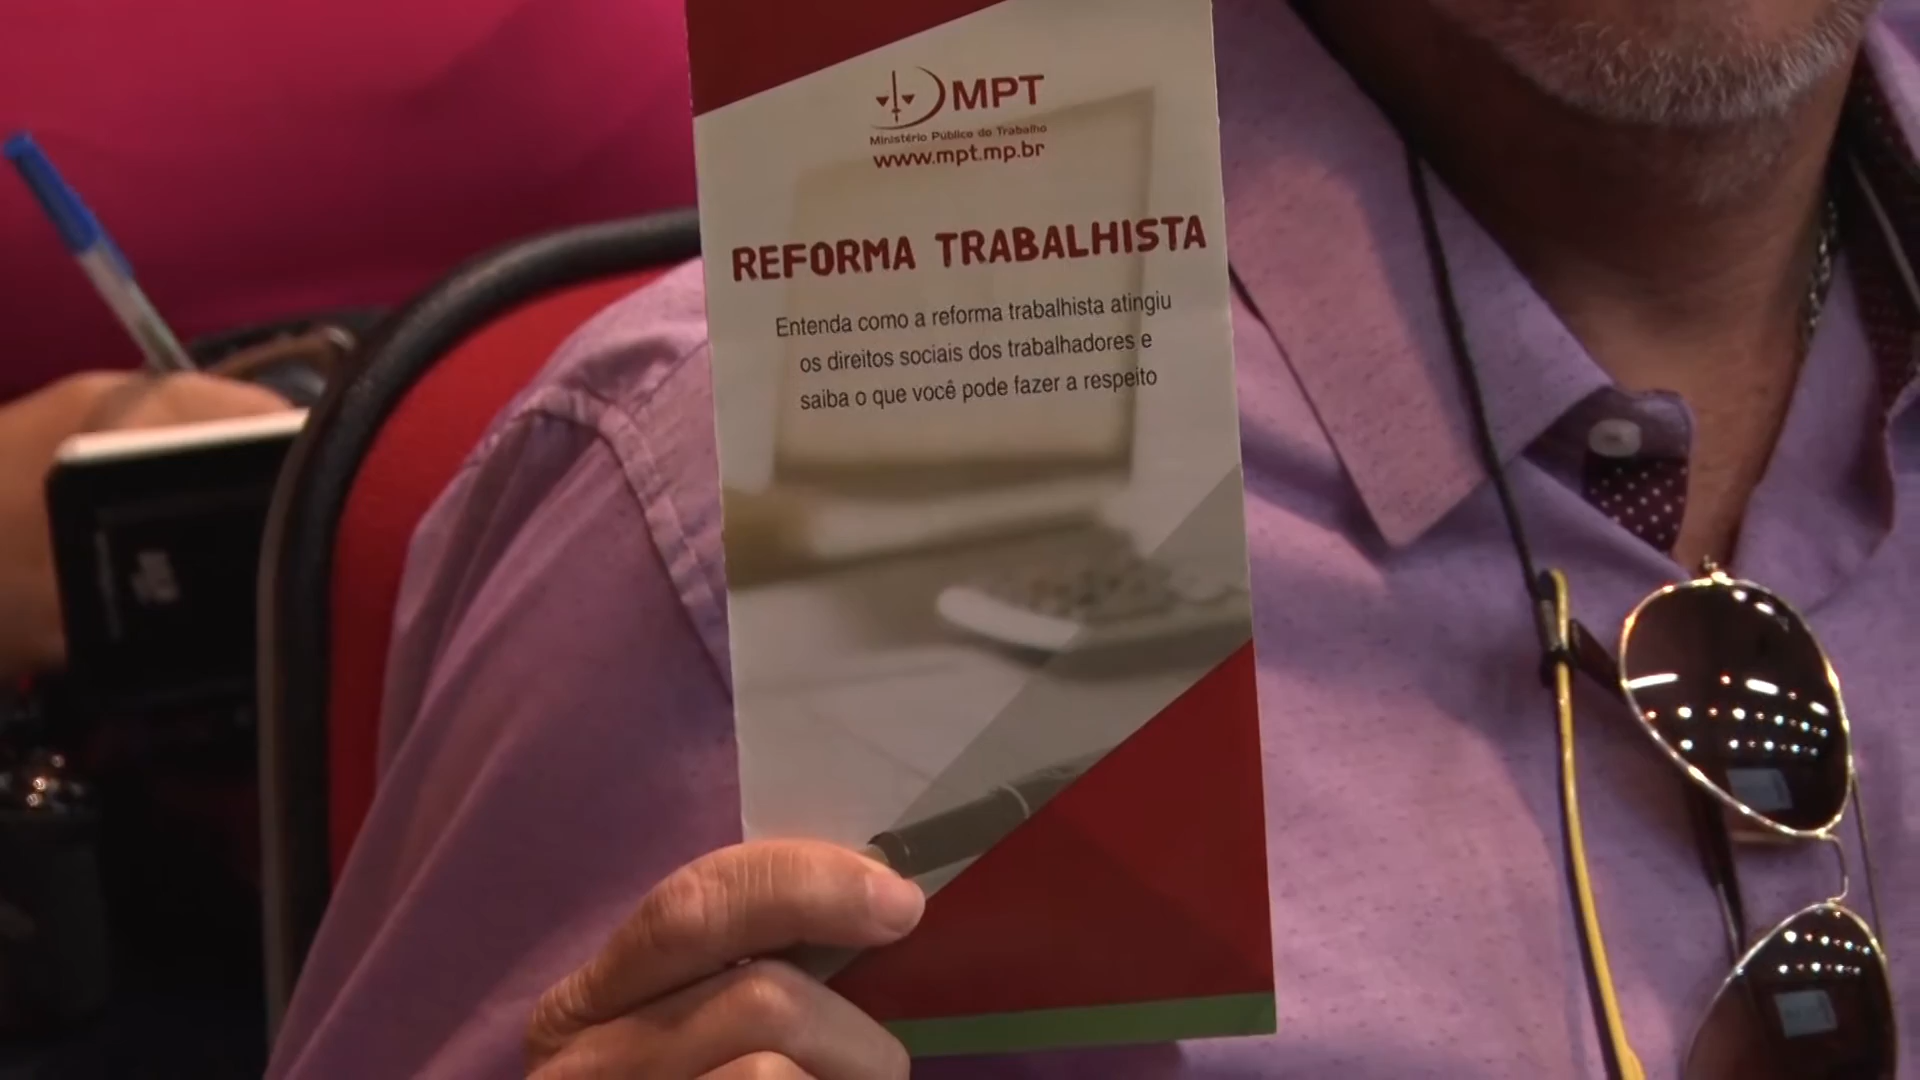 MPT
Ministério Público do Trabalho
www.mpt.mp.br
REFORMA TRABALHISTA
Entenda como a reforma trabalhista atingiu
os direitos sociais dos trabalhadores e
saiba o que você pode fazer a respeito